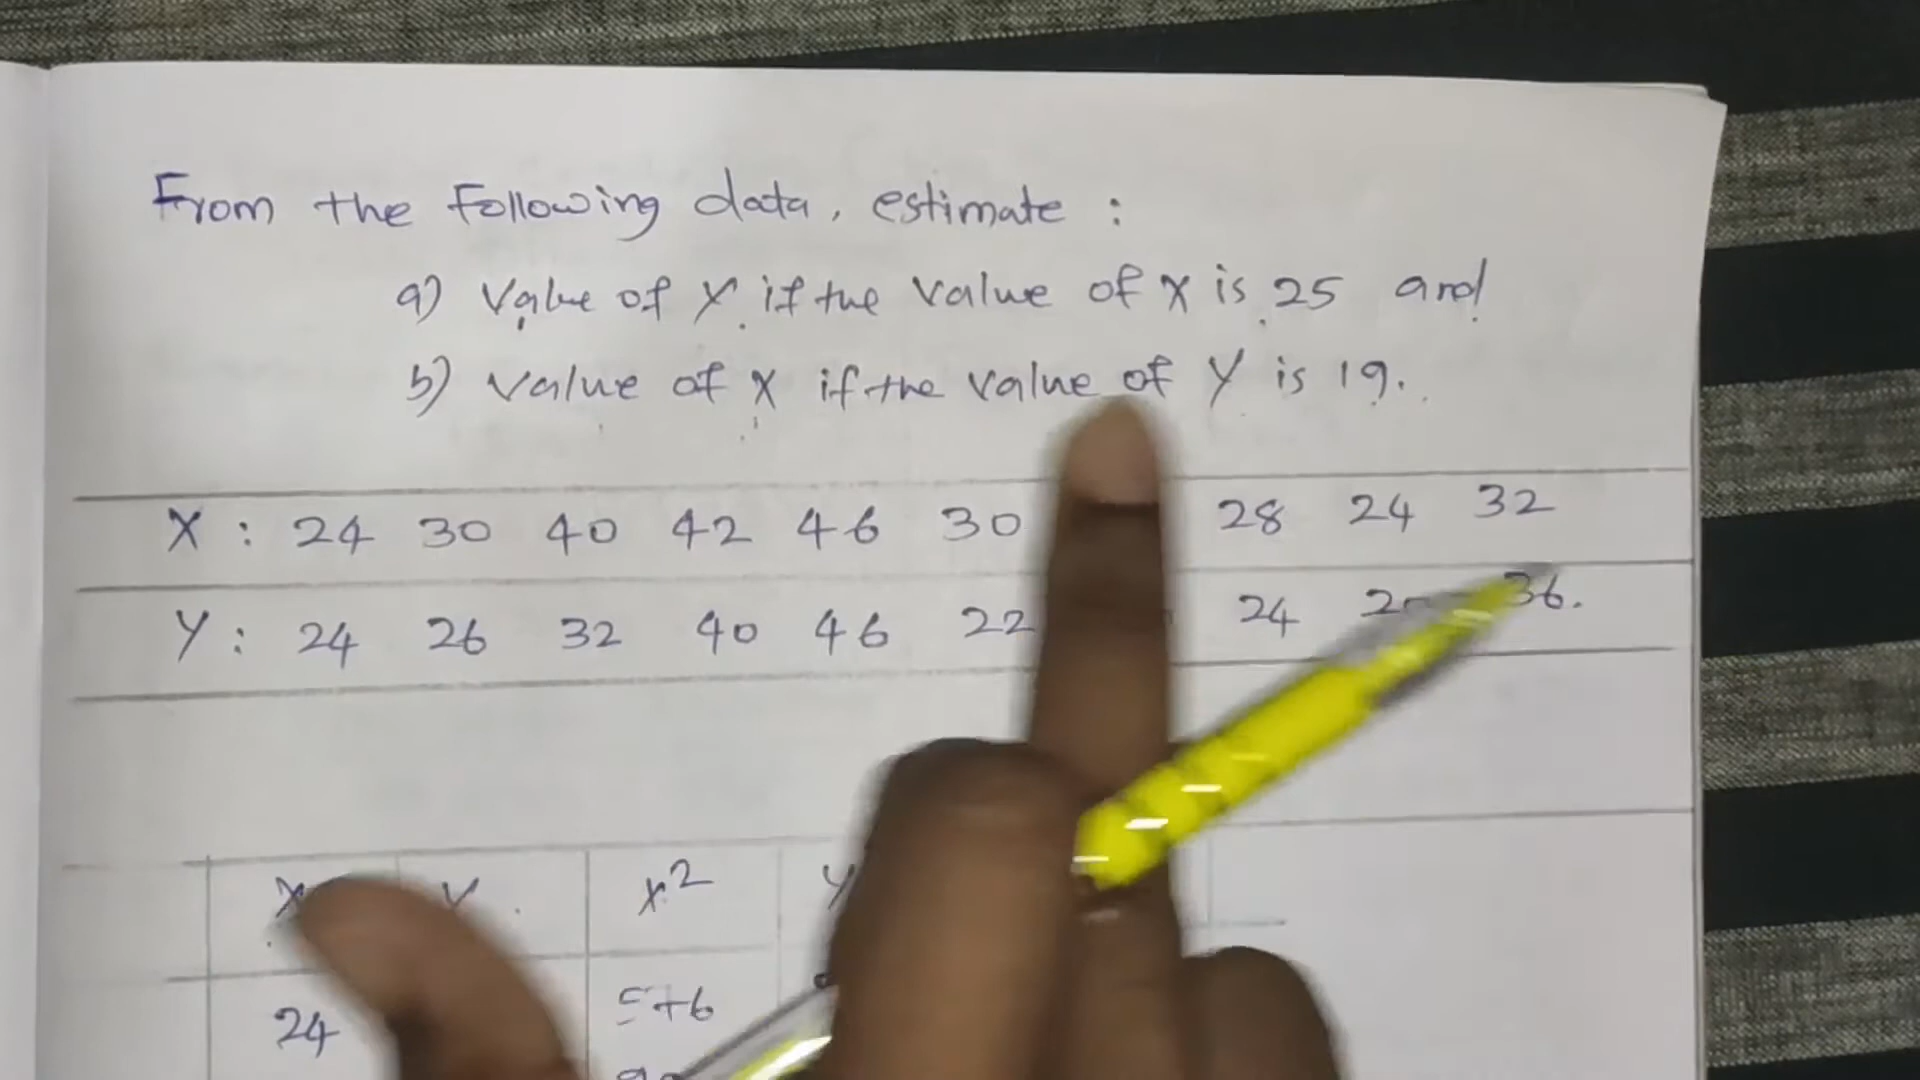 From the following data, estimate :
a) Value of Y if the value of X is 25 and
b) value of X if the value of Y is 19.
X : 24 30 40 42 46 30 28 24 32
Y : 24 26 32 40 46 22 24 36.
X Y x²
24 576